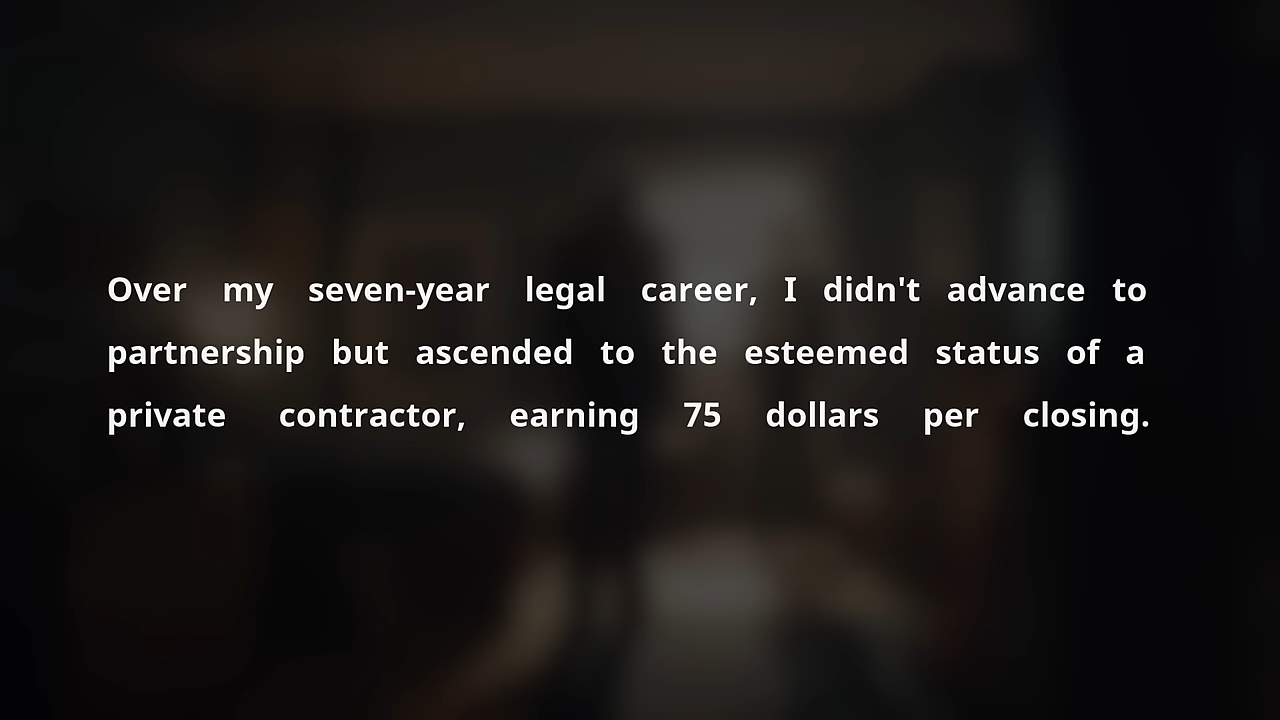 Over my seven-year legal career, I didn't advance to
partnership but ascended to the esteemed status of a
private contractor, earning 75 dollars per closing.